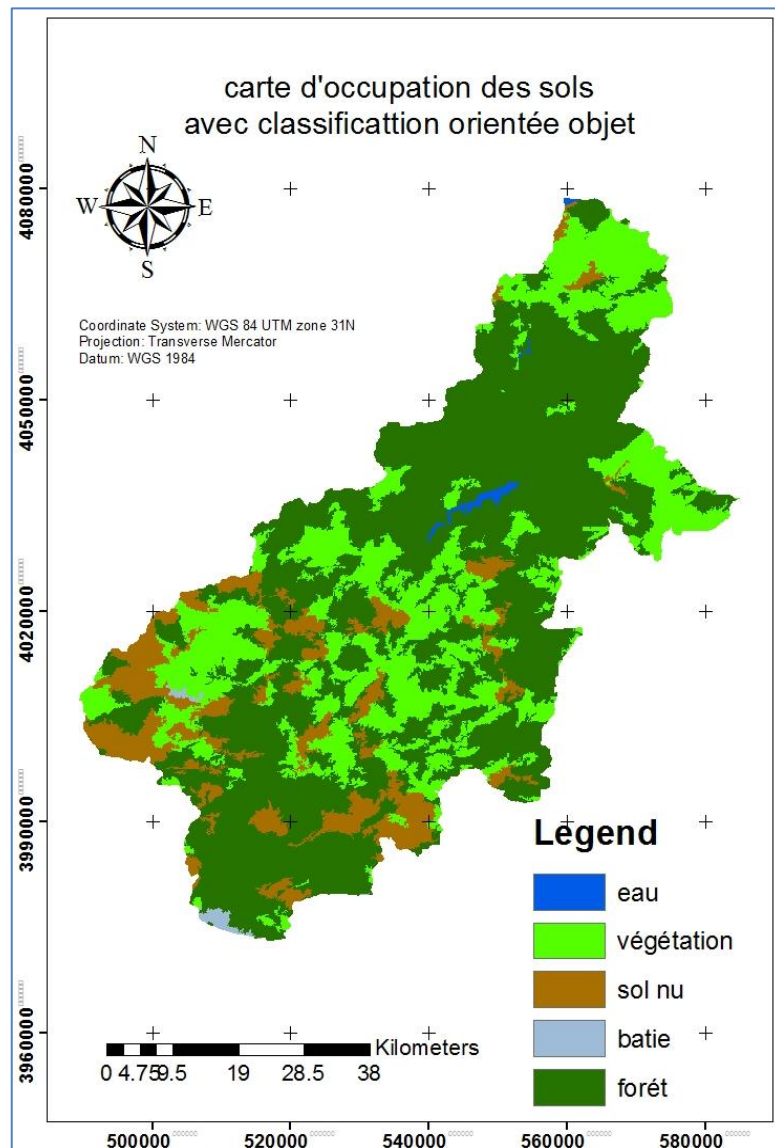 carte d'occupation des sols
avec classificattion orientée objet
N
W E
S
Coordinate System: WGS 84 UTM zone 31N
Projection: Transverse Mercator
Datum: WGS 1984
4080000
4050000
4020000
3990000
3960000
Legend
eau
végétation
sol nu
batie
forét
Kilometers
0 4.75 9.5 19 28.5 38
500000 520000 540000 560000 580000